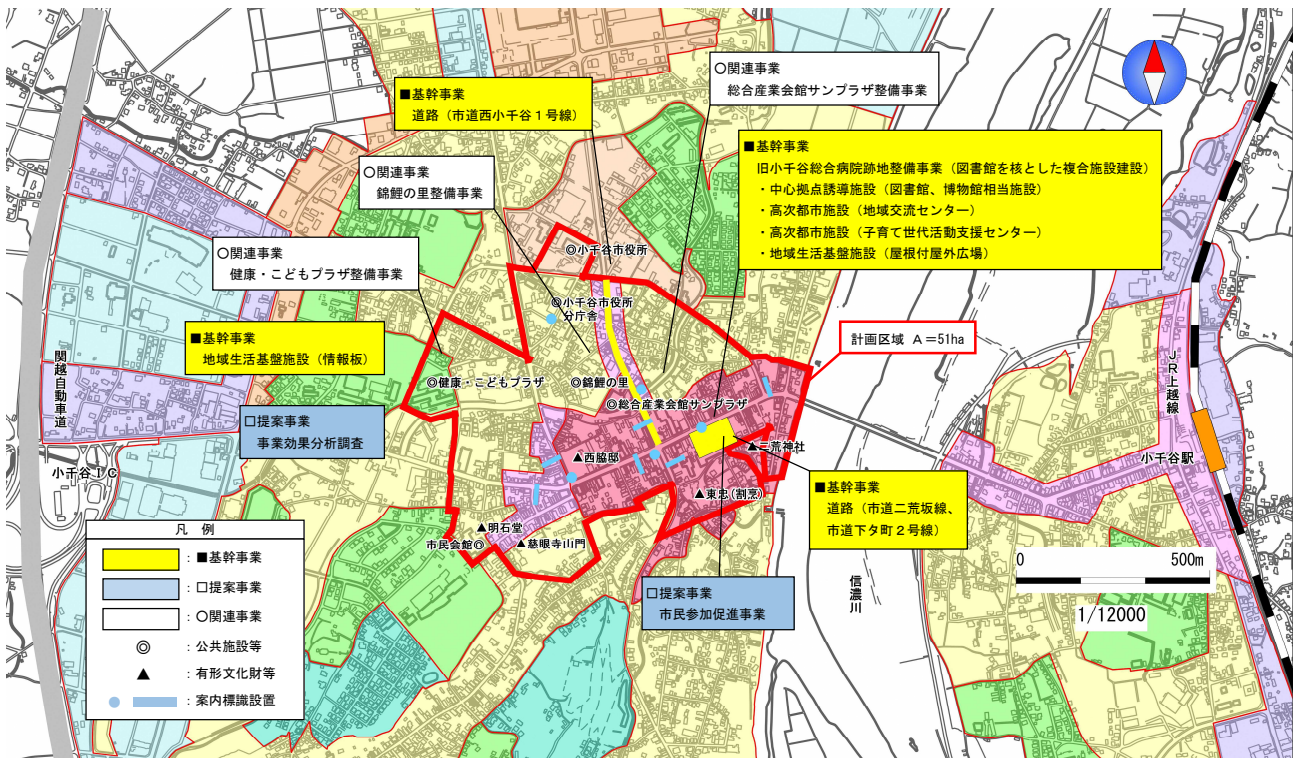 ■基幹事業
道路（市道西小千谷１号線）
○関連事業
総合産業会館サンプラザ整備事業
○関連事業
錦鯉の里整備事業
■基幹事業
旧小千谷総合病院跡地整備事業（図書館を核とした複合施設建設）
・中心拠点誘導施設（図書館、博物館相当施設）
・高次都市施設（地域交流センター）
・高次都市施設（子育て世代活動支援センター）
・地域生活基盤施設（屋根付屋外広場）
○関連事業
健康・こどもプラザ整備事業
■基幹事業
地域生活基盤施設（情報板）
□提案事業
事業効果分析調査
計画区域 A＝51ha
◎小千谷市役所
◎小千谷市役所
分庁舎
◎健康・こどもプラザ
◎錦鯉の里
◎総合産業会館サンプラザ
▲二荒神社
▲西脇邸
▲東忠(割烹)
▲明石堂
市民会館◎
▲慈眼寺山門
関越自動車道
小千谷ＩＣ
ＪＲ上越線
小千谷駅
信濃川
■基幹事業
道路（市道二荒坂線、
市道下タ町２号線）
□提案事業
市民参加促進事業
0 500m
1/12000
凡 例
：■基幹事業
：□提案事業
：○関連事業
◎ ：公共施設等
▲ ：有形文化財等
：案内標識設置